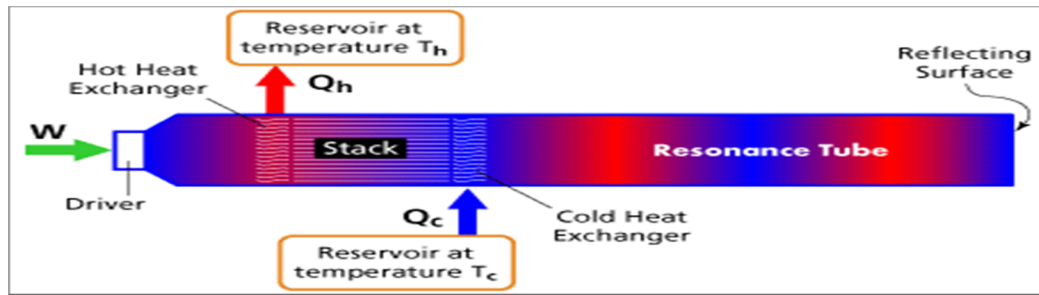 Reservoir at
temperature Th
Hot Heat
Exchanger
Qh
Reflecting
Surface
W
Stack
Resonance Tube
Driver
Qc
Cold Heat
Exchanger
Reservoir at
temperature Tc